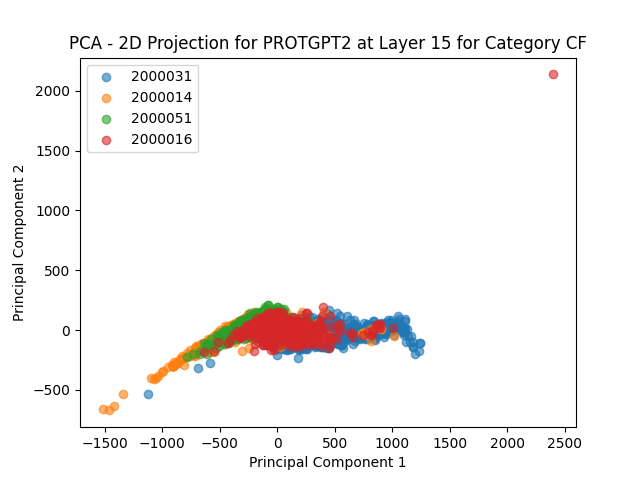 PCA - 2D Projection for PROTGPT2 at Layer 15 for Category CF
2000031
2000014
2000051
2000016
2000
1500
1000
500
0
−500
Principal Component 2
−1500 −1000 −500 0 500 1000 1500 2000 2500
Principal Component 1